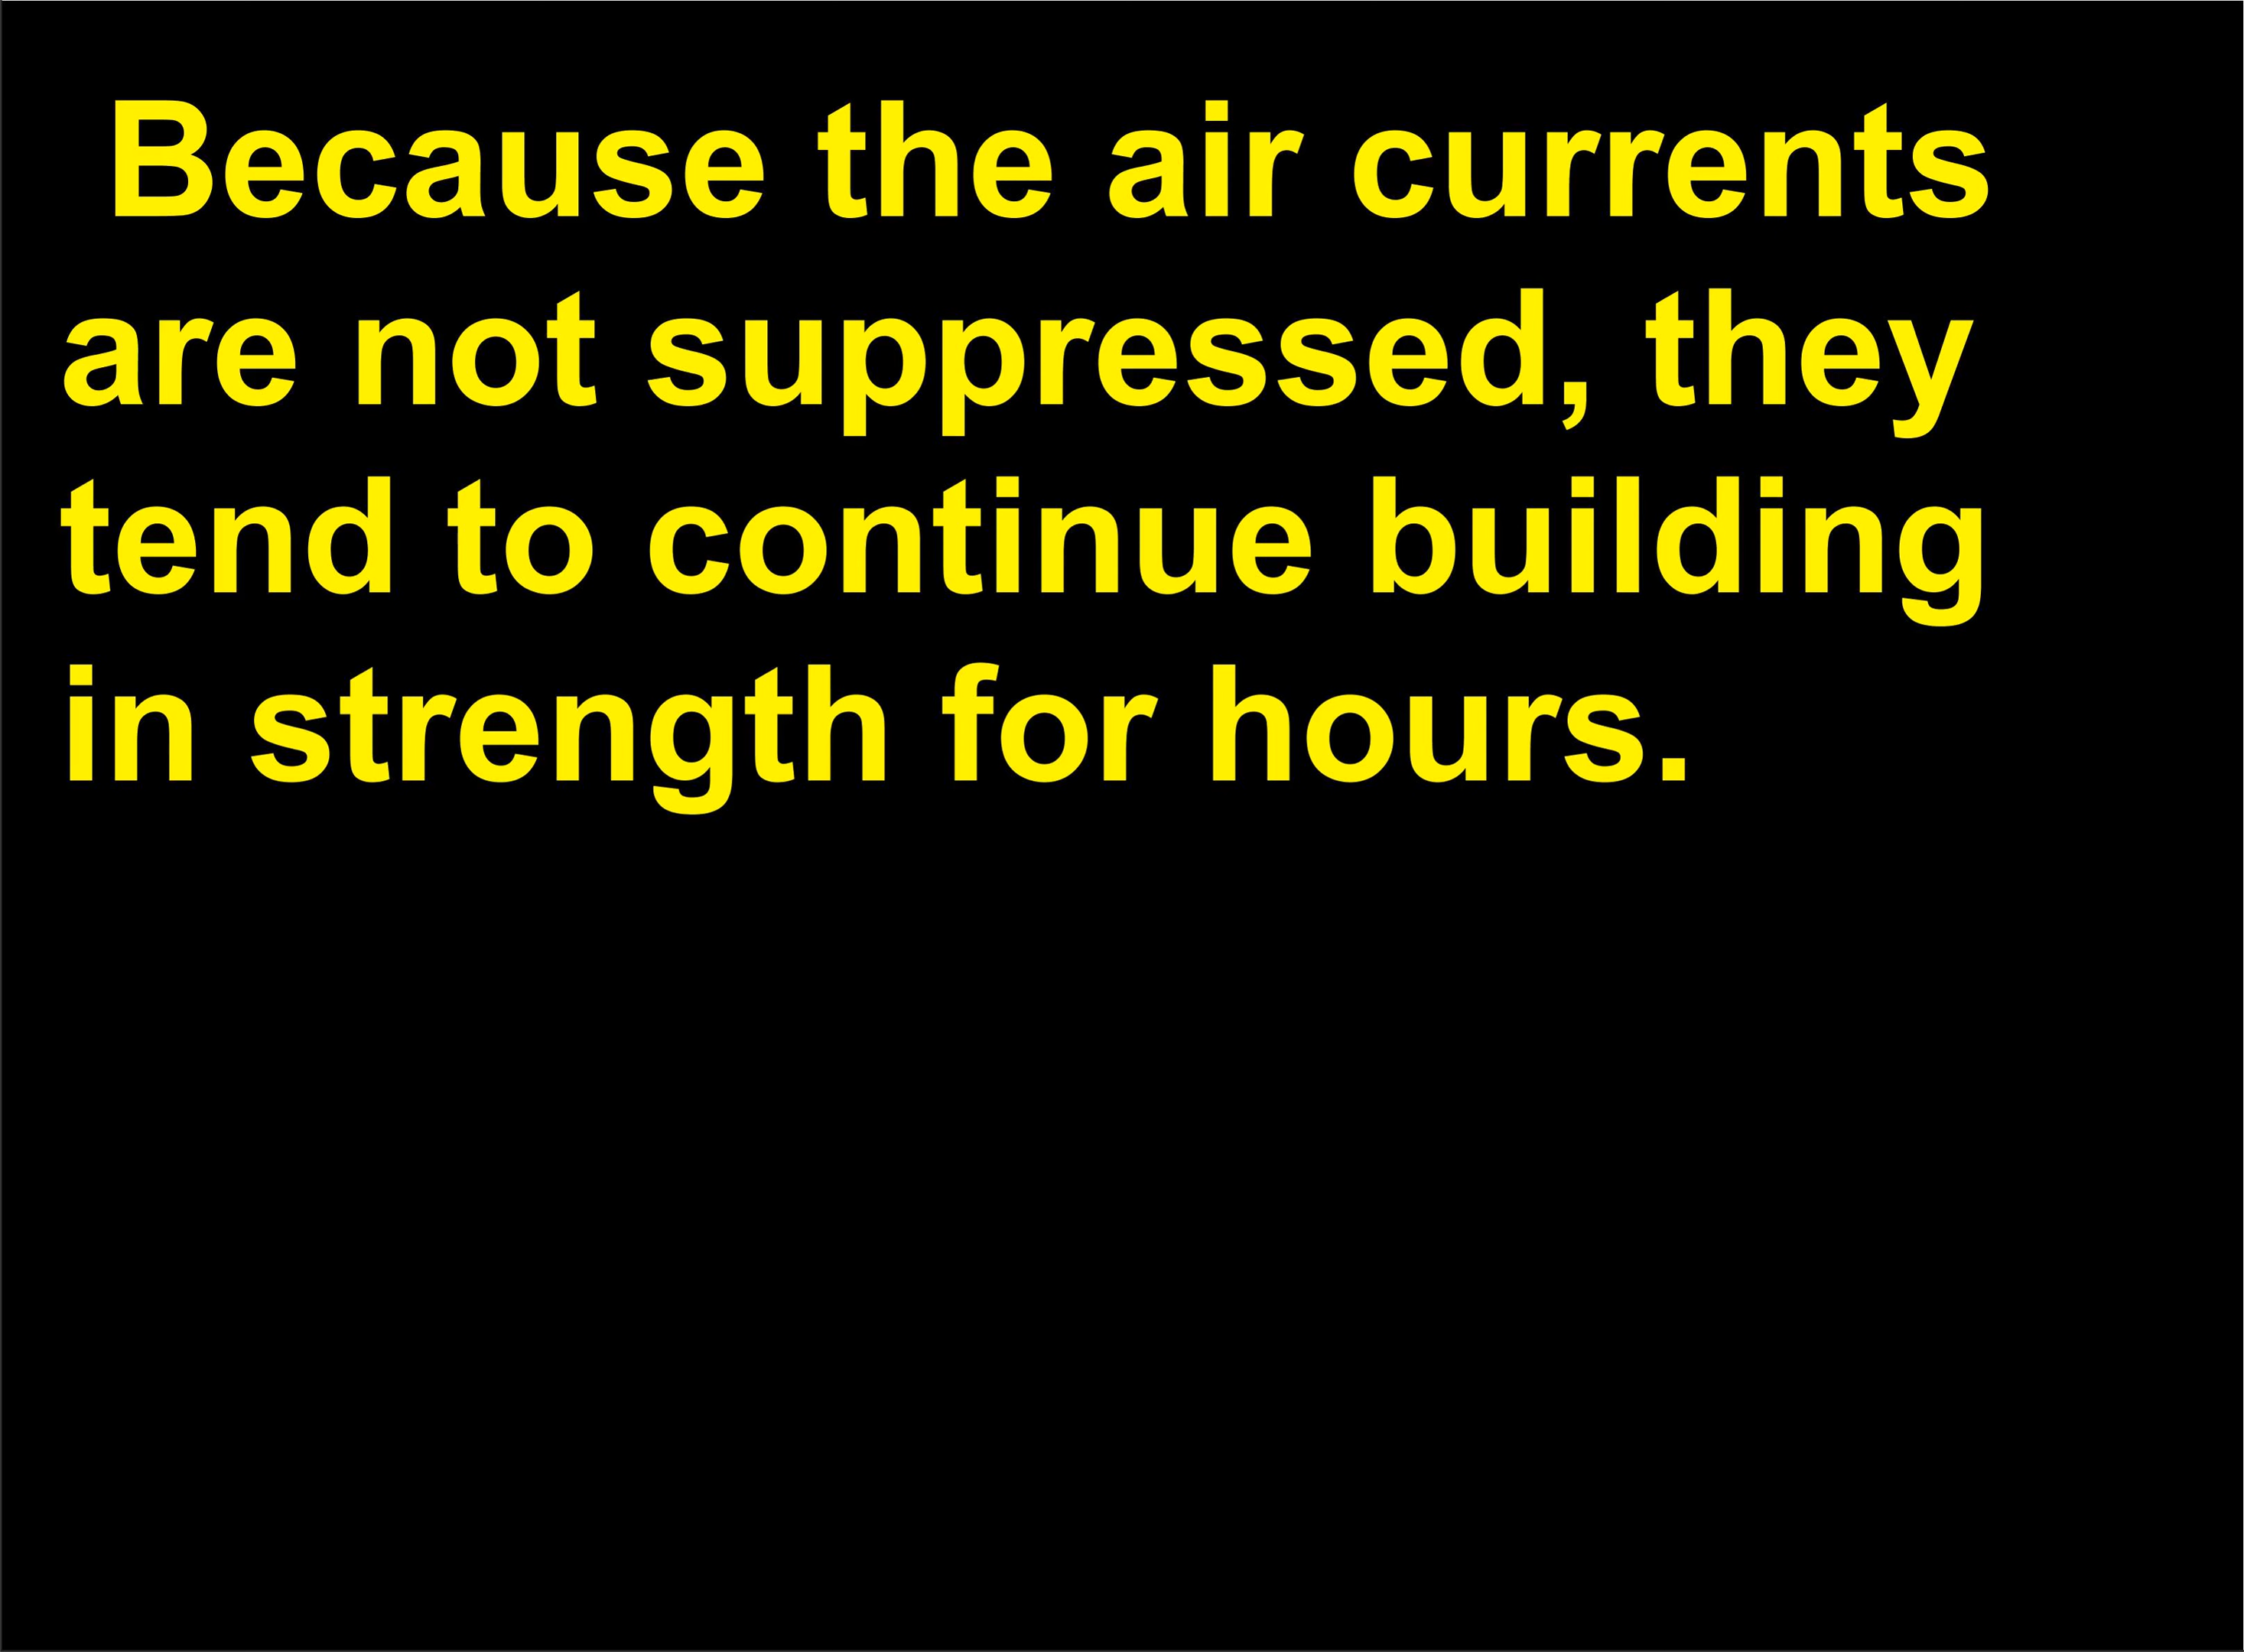 Because the air currents
are not suppressed, they
tend to continue building
in strength for hours.